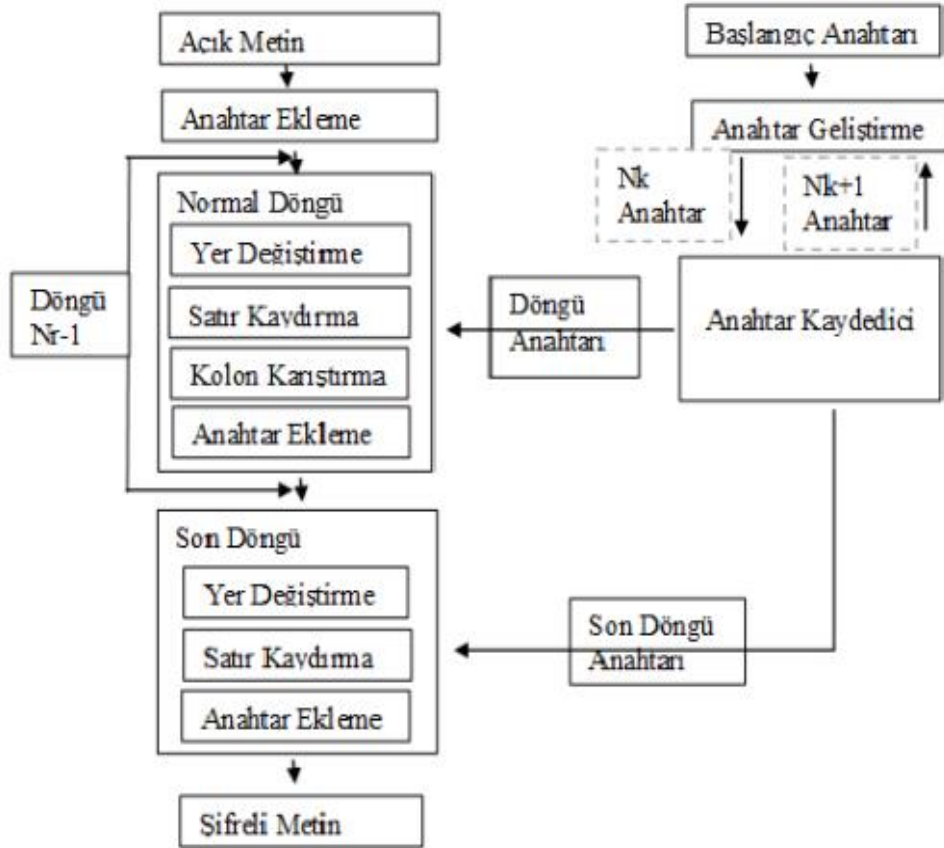 Açık Metin
Anahtar Ekleme
Normal Döngü
Yer Değiştirme
Satır Kaydırma
Kolon Karıştırma
Anahtar Ekleme
Döngü
Nr-1
Son Döngü
Yer Değiştirme
Satır Kaydırma
Anahtar Ekleme
Şifreli Metin
Başlangıç Anahtarı
Anahtar Geliştirme
Nk
Anahtar
Nk+1
Anahtar
Anahtar Kaydedici
Döngü
Anahtarı
Son Döngü
Anahtarı